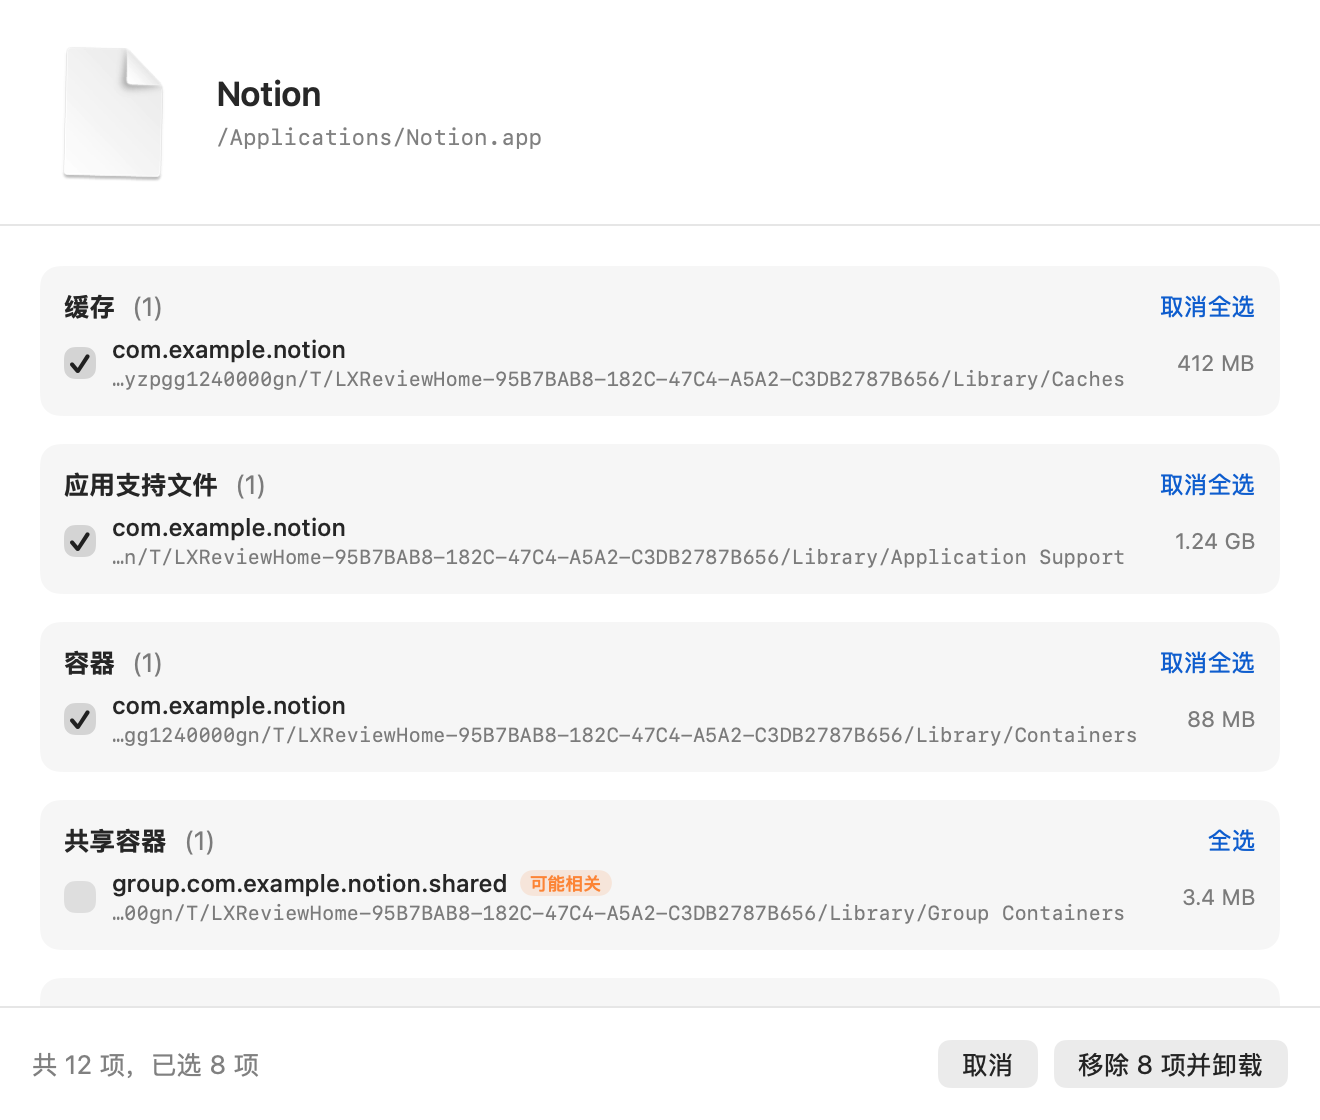 Notion
/Applications/Notion.app
缓存 (1) 取消全选
com.example.notion
…yzpgg1240000gn/T/LXReviewHome-95B7BAB8-182C-47C4-A5A2-C3DB2787B656/Library/Caches
412 MB
应用支持文件 (1) 取消全选
com.example.notion
…n/T/LXReviewHome-95B7BAB8-182C-47C4-A5A2-C3DB2787B656/Library/Application Support
1.24 GB
容器 (1) 取消全选
com.example.notion
…gg1240000gn/T/LXReviewHome-95B7BAB8-182C-47C4-A5A2-C3DB2787B656/Library/Containers
88 MB
共享容器 (1) 全选
group.com.example.notion.shared 可能相关
…00gn/T/LXReviewHome-95B7BAB8-182C-47C4-A5A2-C3DB2787B656/Library/Group Containers
3.4 MB
共 12 项，已选 8 项 取消 移除 8 项并卸载